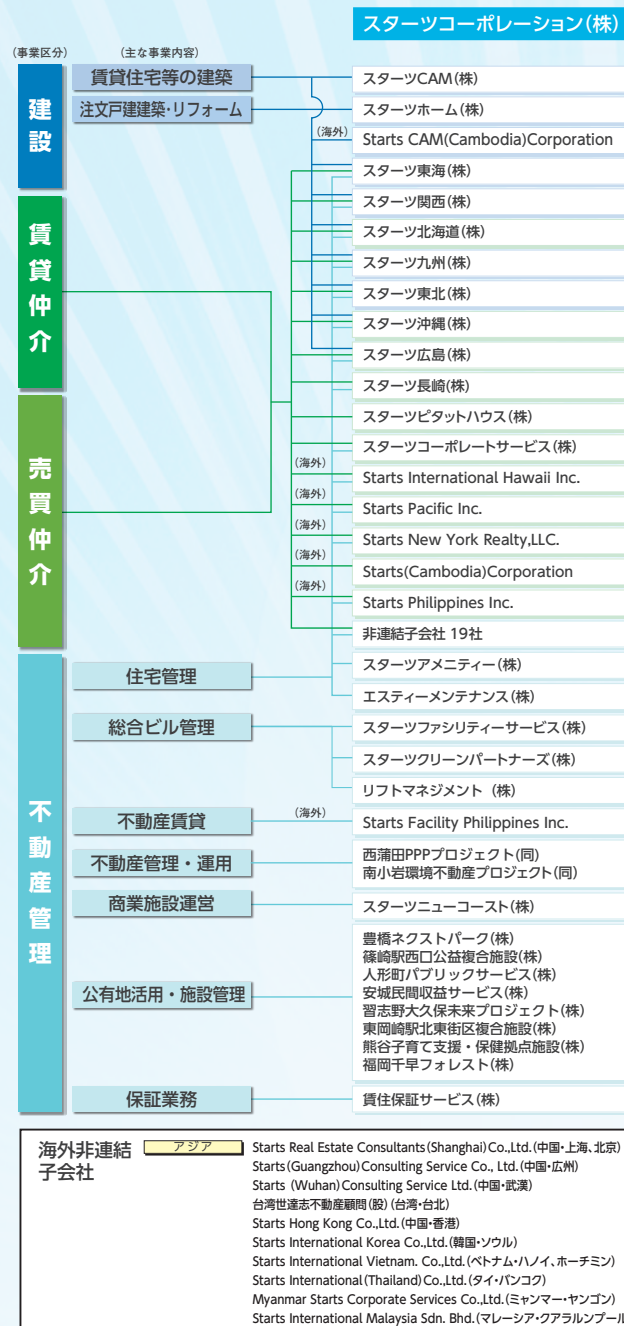 スターツコーポレーション(株)
(事業区分)
(主な事業内容)
建設
賃貸住宅等の建築
注文戸建建築・リフォーム
スターツCAM(株)
スターツホーム(株)
(海外)
Starts CAM(Cambodia)Corporation
スターツ東海(株)
スターツ関西(株)
スターツ北海道(株)
スターツ九州(株)
スターツ東北(株)
スターツ沖縄(株)
スターツ広島(株)
スターツ長崎(株)
賃貸仲介
売買仲介
スターツピタットハウス(株)
スターツコーポレートサービス(株)
(海外)
Starts International Hawaii Inc.
(海外)
Starts Pacific Inc.
(海外)
Starts New York Realty,LLC.
(海外)
Starts(Cambodia)Corporation
(海外)
Starts Philippines Inc.
非連結子会社 19社
不動産管理
住宅管理
スターツアメニティー(株)
エスティーメンテナンス(株)
総合ビル管理
スターツファシリティーサービス(株)
スターツクリーンパートナーズ(株)
リフトマネジメント (株)
不動産賃貸
(海外)
Starts Facility Philippines Inc.
不動産管理・運用
西蒲田PPPプロジェクト(同)
南小岩環境不動産プロジェクト(同)
商業施設運営
スターツニューコースト(株)
公有地活用・施設管理
豊橋ネクストパーク(株)
篠崎駅西口公益複合施設(株)
人形町パブリックサービス(株)
安城民間収益サービス(株)
習志野大久保未来プロジェクト(株)
東岡崎駅北東街区複合施設(株)
熊谷子育て支援・保健拠点施設(株)
福岡千早フォレスト(株)
保証業務
賃住保証サービス(株)
海外非連結
子会社
アジア
Starts Real Estate Consultants(Shanghai)Co.,Ltd.(中国・上海、北京)
Starts(Guangzhou)Consulting Service Co., Ltd.(中国・広州)
Starts (Wuhan)Consulting Service Ltd.(中国・武漢)
台湾世達志不動産顧問(股)(台湾・台北)
Starts Hong Kong Co.,Ltd.(中国・香港)
Starts International Korea Co.,Ltd.(韓国・ソウル)
Starts International Vietnam. Co.,Ltd.(ベトナム・ハノイ、ホーチミン)
Starts International(Thailand)Co.,Ltd.(タイ・バンコク)
Myanmar Starts Corporate Services Co.,Ltd.(ミャンマー・ヤンゴン)
Starts International Malaysia Sdn. Bhd.(マレーシア・クアラルンプール